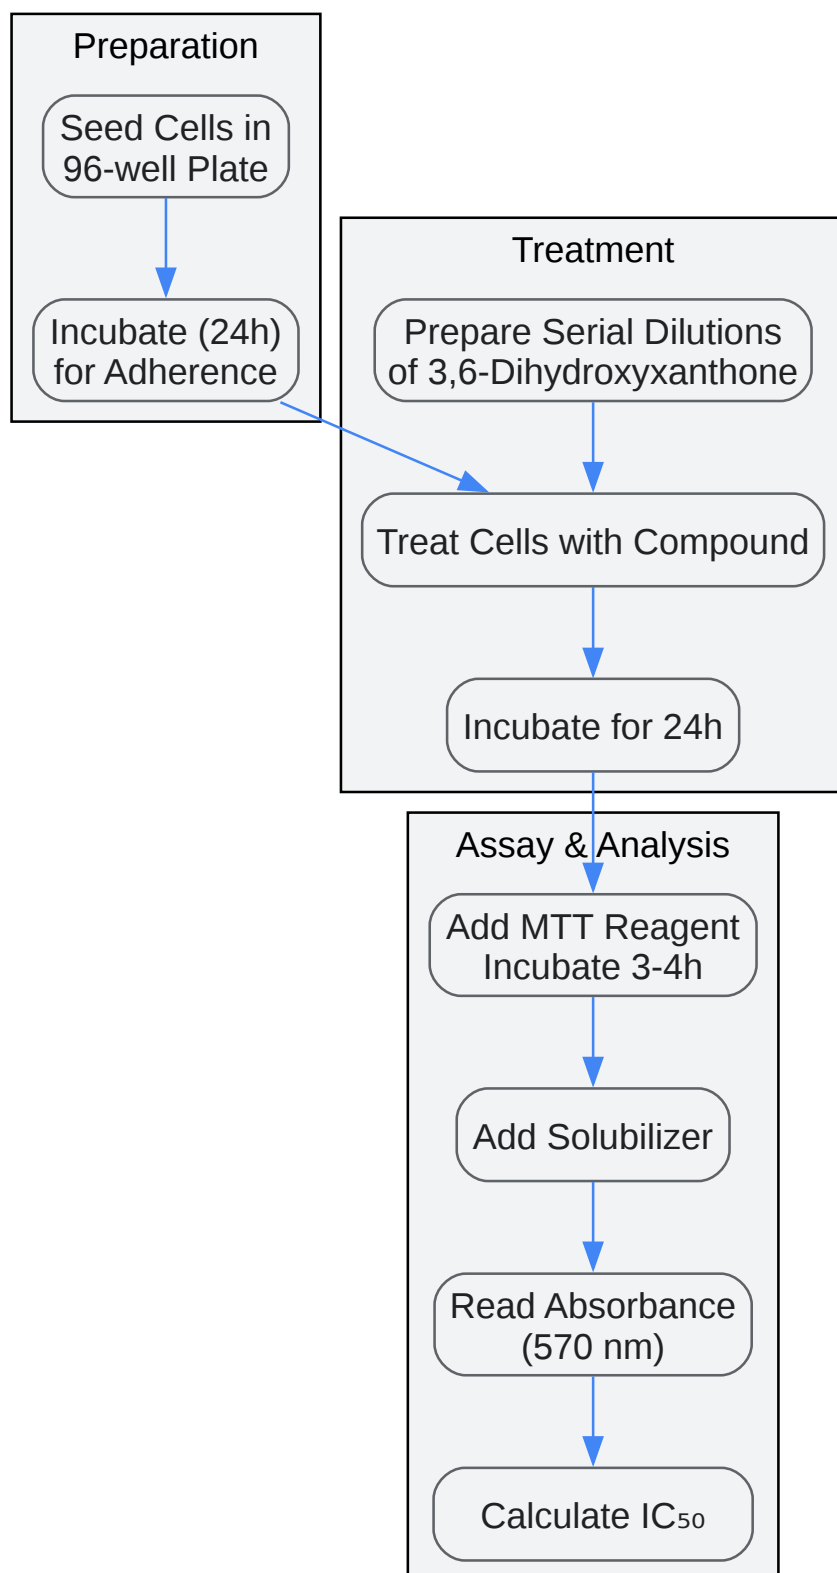 Preparation
Seed Cells in
96-well Plate
Incubate (24h)
for Adherence
Treatment
Prepare Serial Dilutions
of 3,6-Dihydroxyxanthone
Treat Cells with Compound
Incubate for 24h
Assay & Analysis
Add MTT Reagent
Incubate 3-4h
Add Solubilizer
Read Absorbance
(570 nm)
Calculate IC₅₀